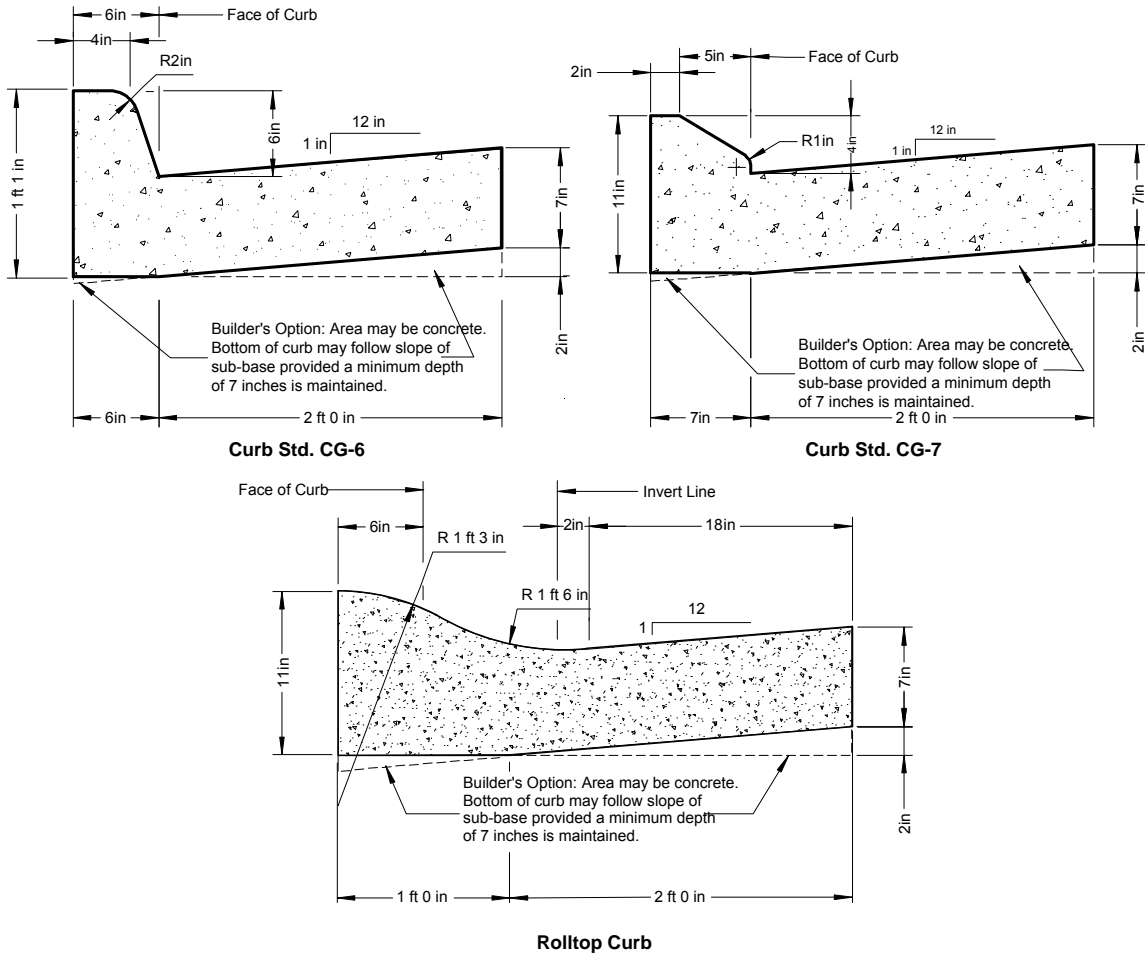 6in
Face of Curb
4in
R2in
12 in
1 in
6in
1 ft 1 in
7in
2in
Builder's Option: Area may be concrete.
Bottom of curb may follow slope of
sub-base provided a minimum depth
of 7 inches is maintained.
6in
2 ft 0 in
Curb Std. CG-6
5in
Face of Curb
2in
R1in
12 in
1 in
4in
11in
7in
2in
Builder's Option: Area may be concrete.
Bottom of curb may follow slope of
sub-base provided a minimum depth
of 7 inches is maintained.
7in
2 ft 0 in
Curb Std. CG-7
Face of Curb
Invert Line
6in
2in
18in
R 1 ft 3 in
R 1 ft 6 in
12
1
11in
7in
2in
Builder's Option: Area may be concrete.
Bottom of curb may follow slope of
sub-base provided a minimum depth
of 7 inches is maintained.
1 ft 0 in
2 ft 0 in
Rolltop Curb